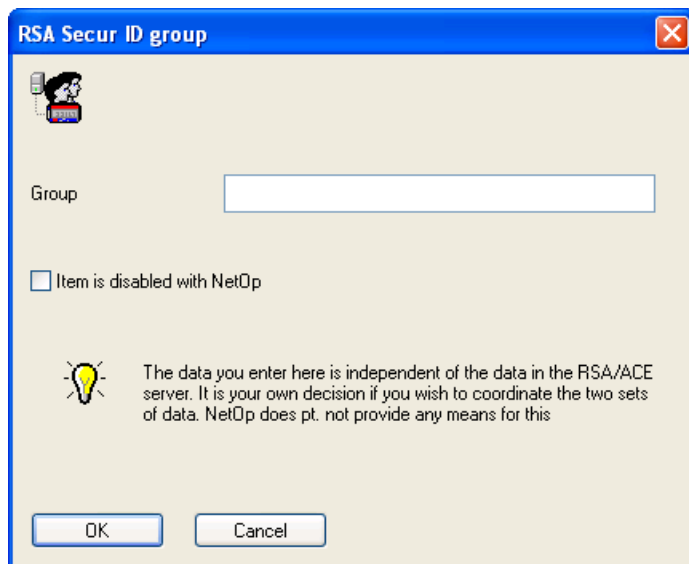 RSA Secur ID group
Group
Item is disabled with NetOp
The data you enter here is independent of the data in the RSA/ACE
server. It is your own decision if you wish to coordinate the two sets
of data. NetOp does pt. not provide any means for this
OK
Cancel